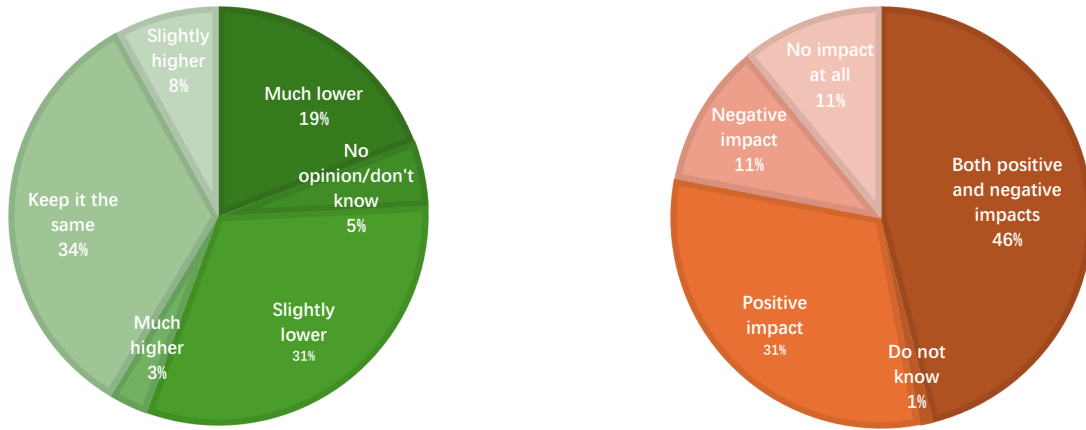 Slightly
higher
8%
Much lower
19%
No
opinion/don't
know
5%
Keep it the
same
34%
Slightly
lower
31%
Much
higher
3%
No impact
at all
11%
Negative
impact
11%
Both positive
and negative
impacts
46%
Positive
impact
31%
Do not
know
1%